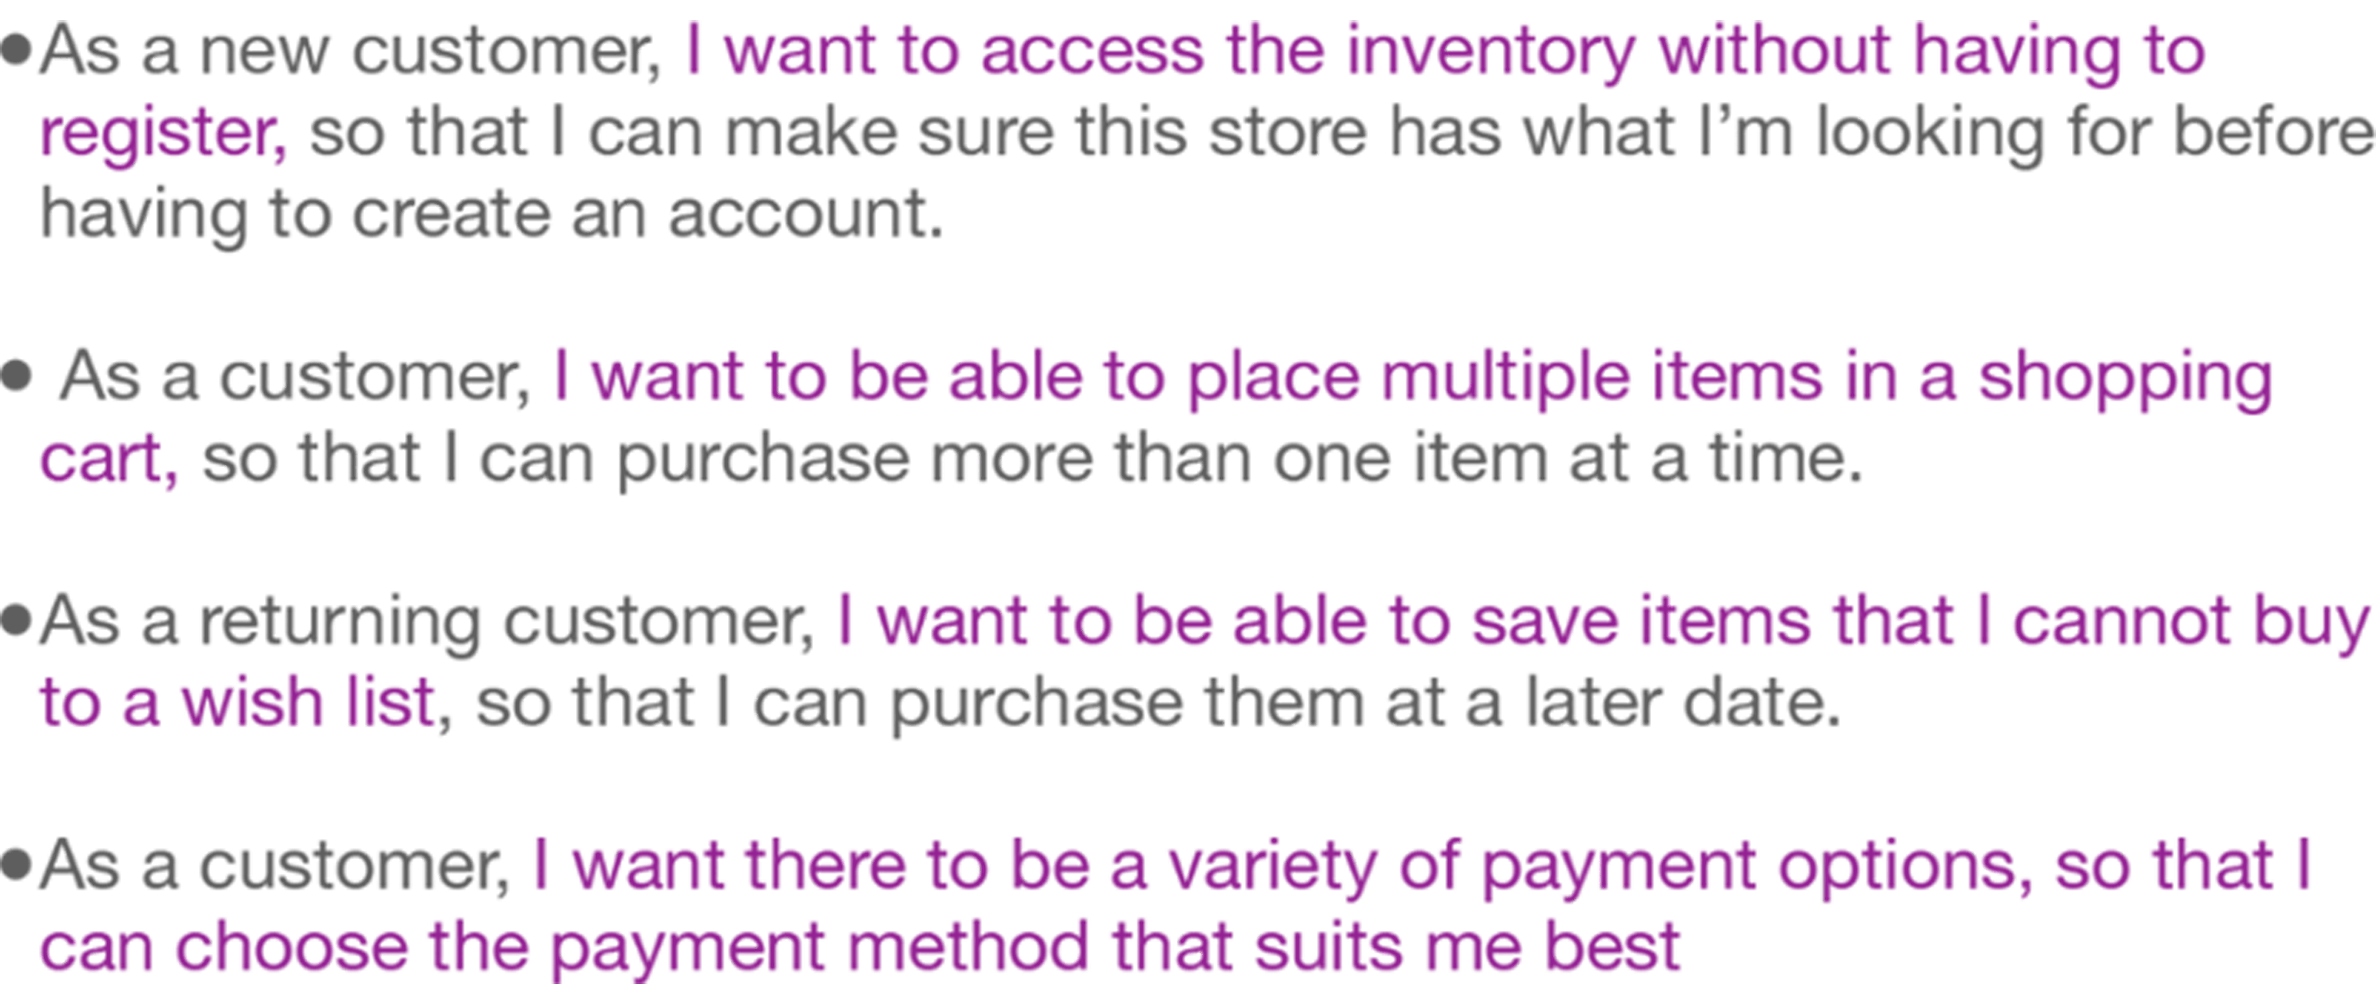 ●As a new customer, I want to access the inventory without having to
register, so that I can make sure this store has what I’m looking for before
having to create an account.
● As a customer, I want to be able to place multiple items in a shopping
cart, so that I can purchase more than one item at a time.
●As a returning customer, I want to be able to save items that I cannot buy
to a wish list, so that I can purchase them at a later date.
●As a customer, I want there to be a variety of payment options, so that I
can choose the payment method that suits me best